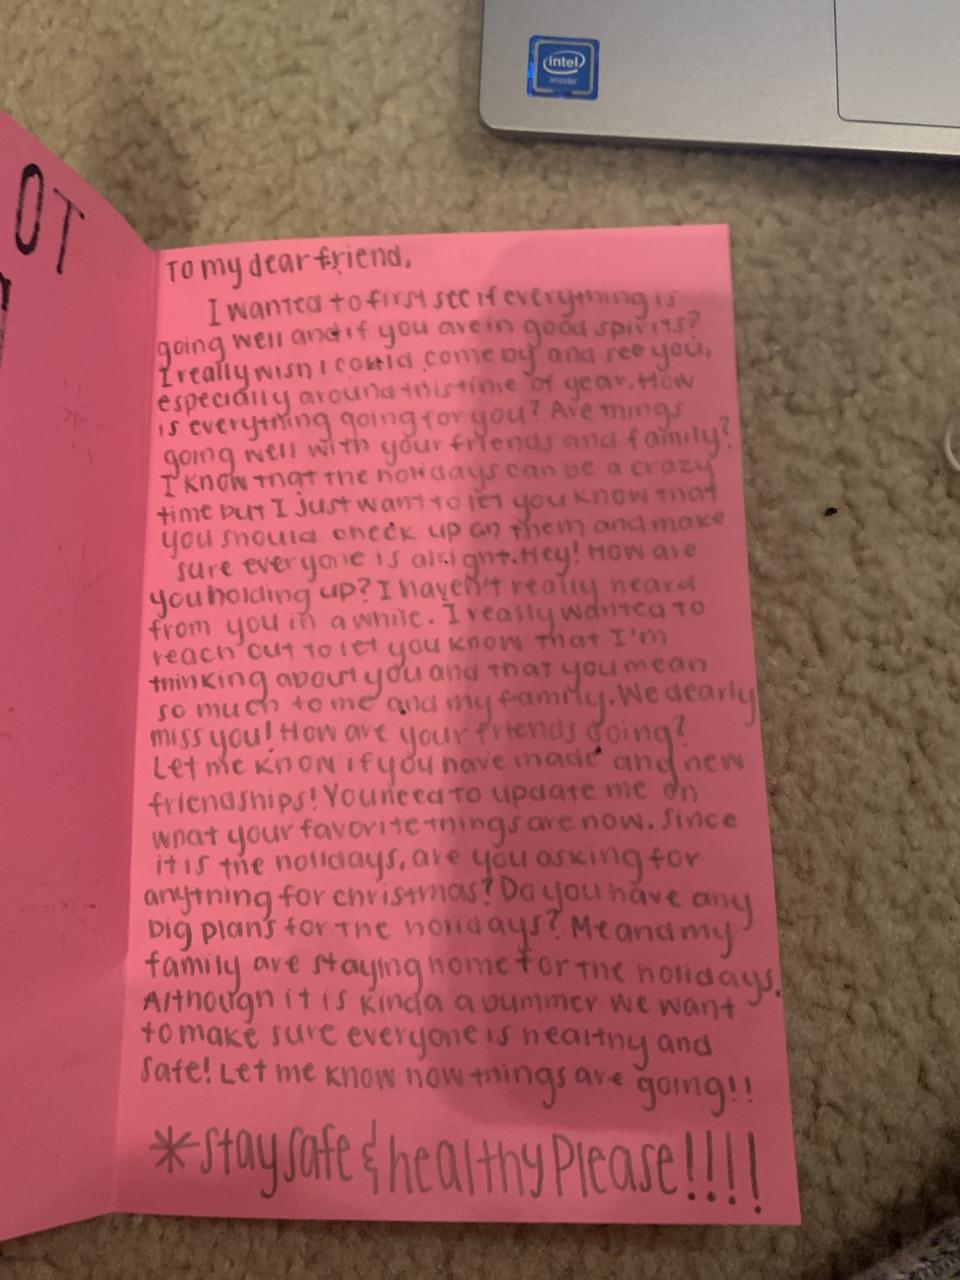 OT
intel
inside
To my dear friend,
I wanted to first see if everything is
going well and if you are in good spirits?
I really wish I could come by and see you,
especially around this time of year. How
is everything going for you? Are things
going well with your friends and family?
I know that the holidays can be a crazy
time but I just want to let you know that
you should check up on them and make
sure everyone is alright. Hey! How are
you holding up? I haven't really heard
from you in a while. I really wanted to
reach out to let you know that I'm
thinking about you and that you mean
so much to me and my family. We dearly
miss you! How are your friends doing?
Let me know if you have made and new
friendships! You need to update me on
what your favorite things are now. Since
it is the holidays, are you asking for
anything for christmas? Do you have any
big plans for the holidays? Me and my
family are staying home for the holidays.
Although it is kinda a bummer we want
to make sure everyone is healthy and
safe! Let me know how things are going!!
*stay safe & healthy Please!!!!